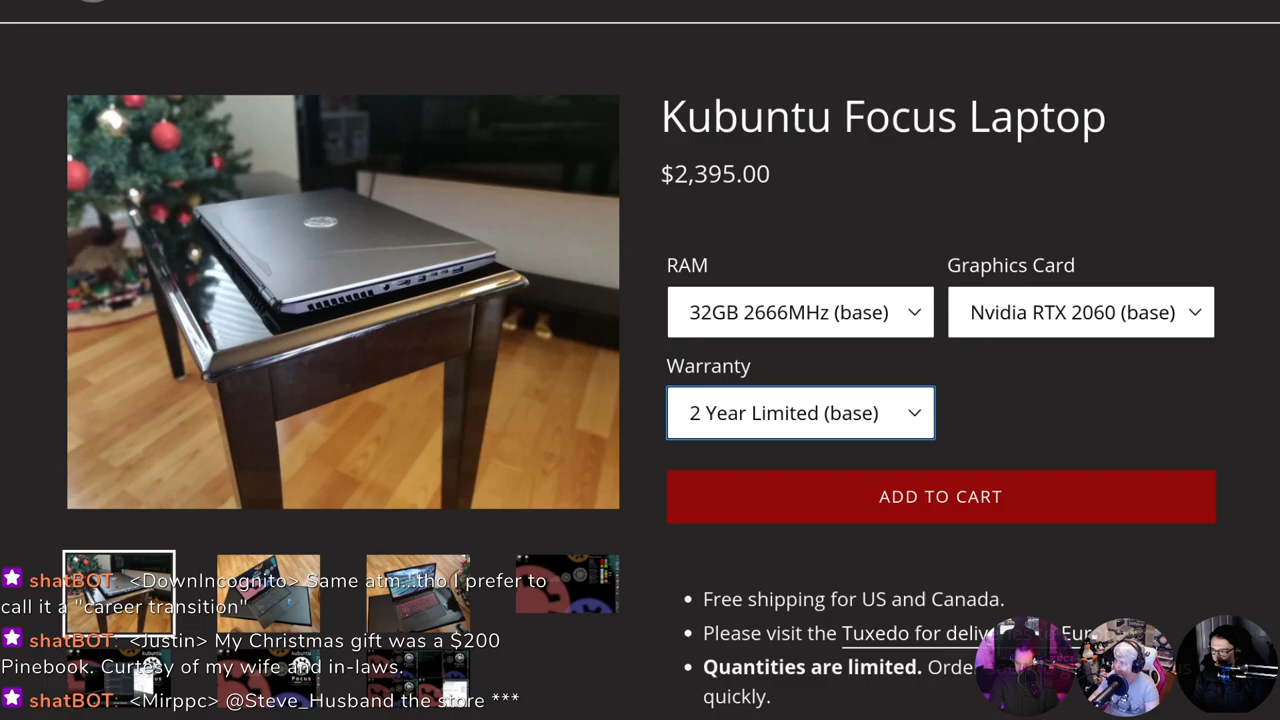 Kubuntu Focus Laptop
$2,395.00
RAM
Graphics Card
32GB 2666MHz (base)
Nvidia RTX 2060 (base)
Warranty
2 Year Limited (base)
ADD TO CART
Free shipping for US and Canada.
Please visit the Tuxedo for
Quantities are limited.
quickly.
shatBOT: <DownIncognito> Same atm...tho I prefer to
call it a "career transition"
shatBOT: <Justin> My Christmas gift was a $200
Pinebook. Curtesy of my wife and in-laws.
shatBOT: <Mirppc> @Steve_Husband the store ***